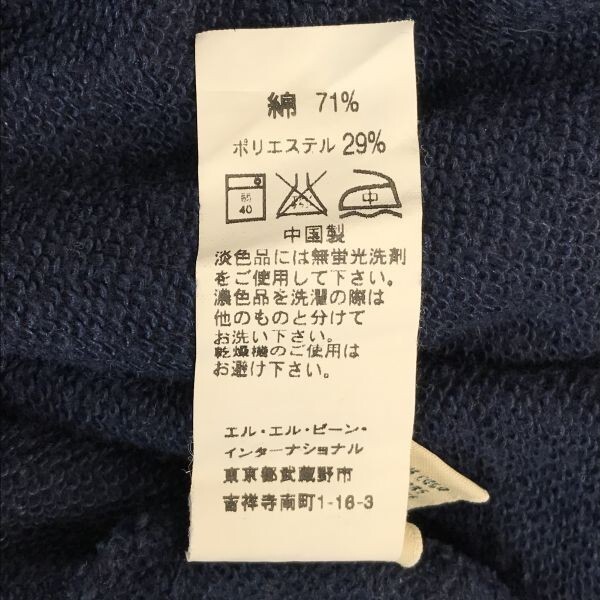 綿 71%
ポリエステル 29%
弱
40
中
中国製
淡色品には無蛍光洗剤
をご使用して下さい。
濃色品を洗濯の際は
他のものと分けて
お洗い下さい。
乾燥機のご使用は
お避け下さい。
エル・エル・ビーン・
インターナショナル
東京都武蔵野市
吉祥寺南町1-16-3